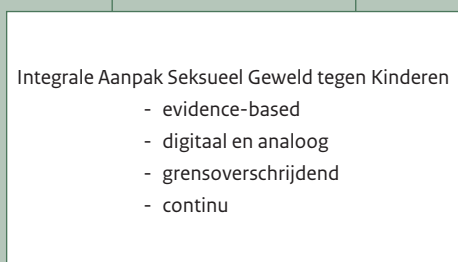 Integrale Aanpak Seksueel Geweld tegen Kinderen
- evidence-based
- digitaal en analoog
- grensoverschrijdend
- continu